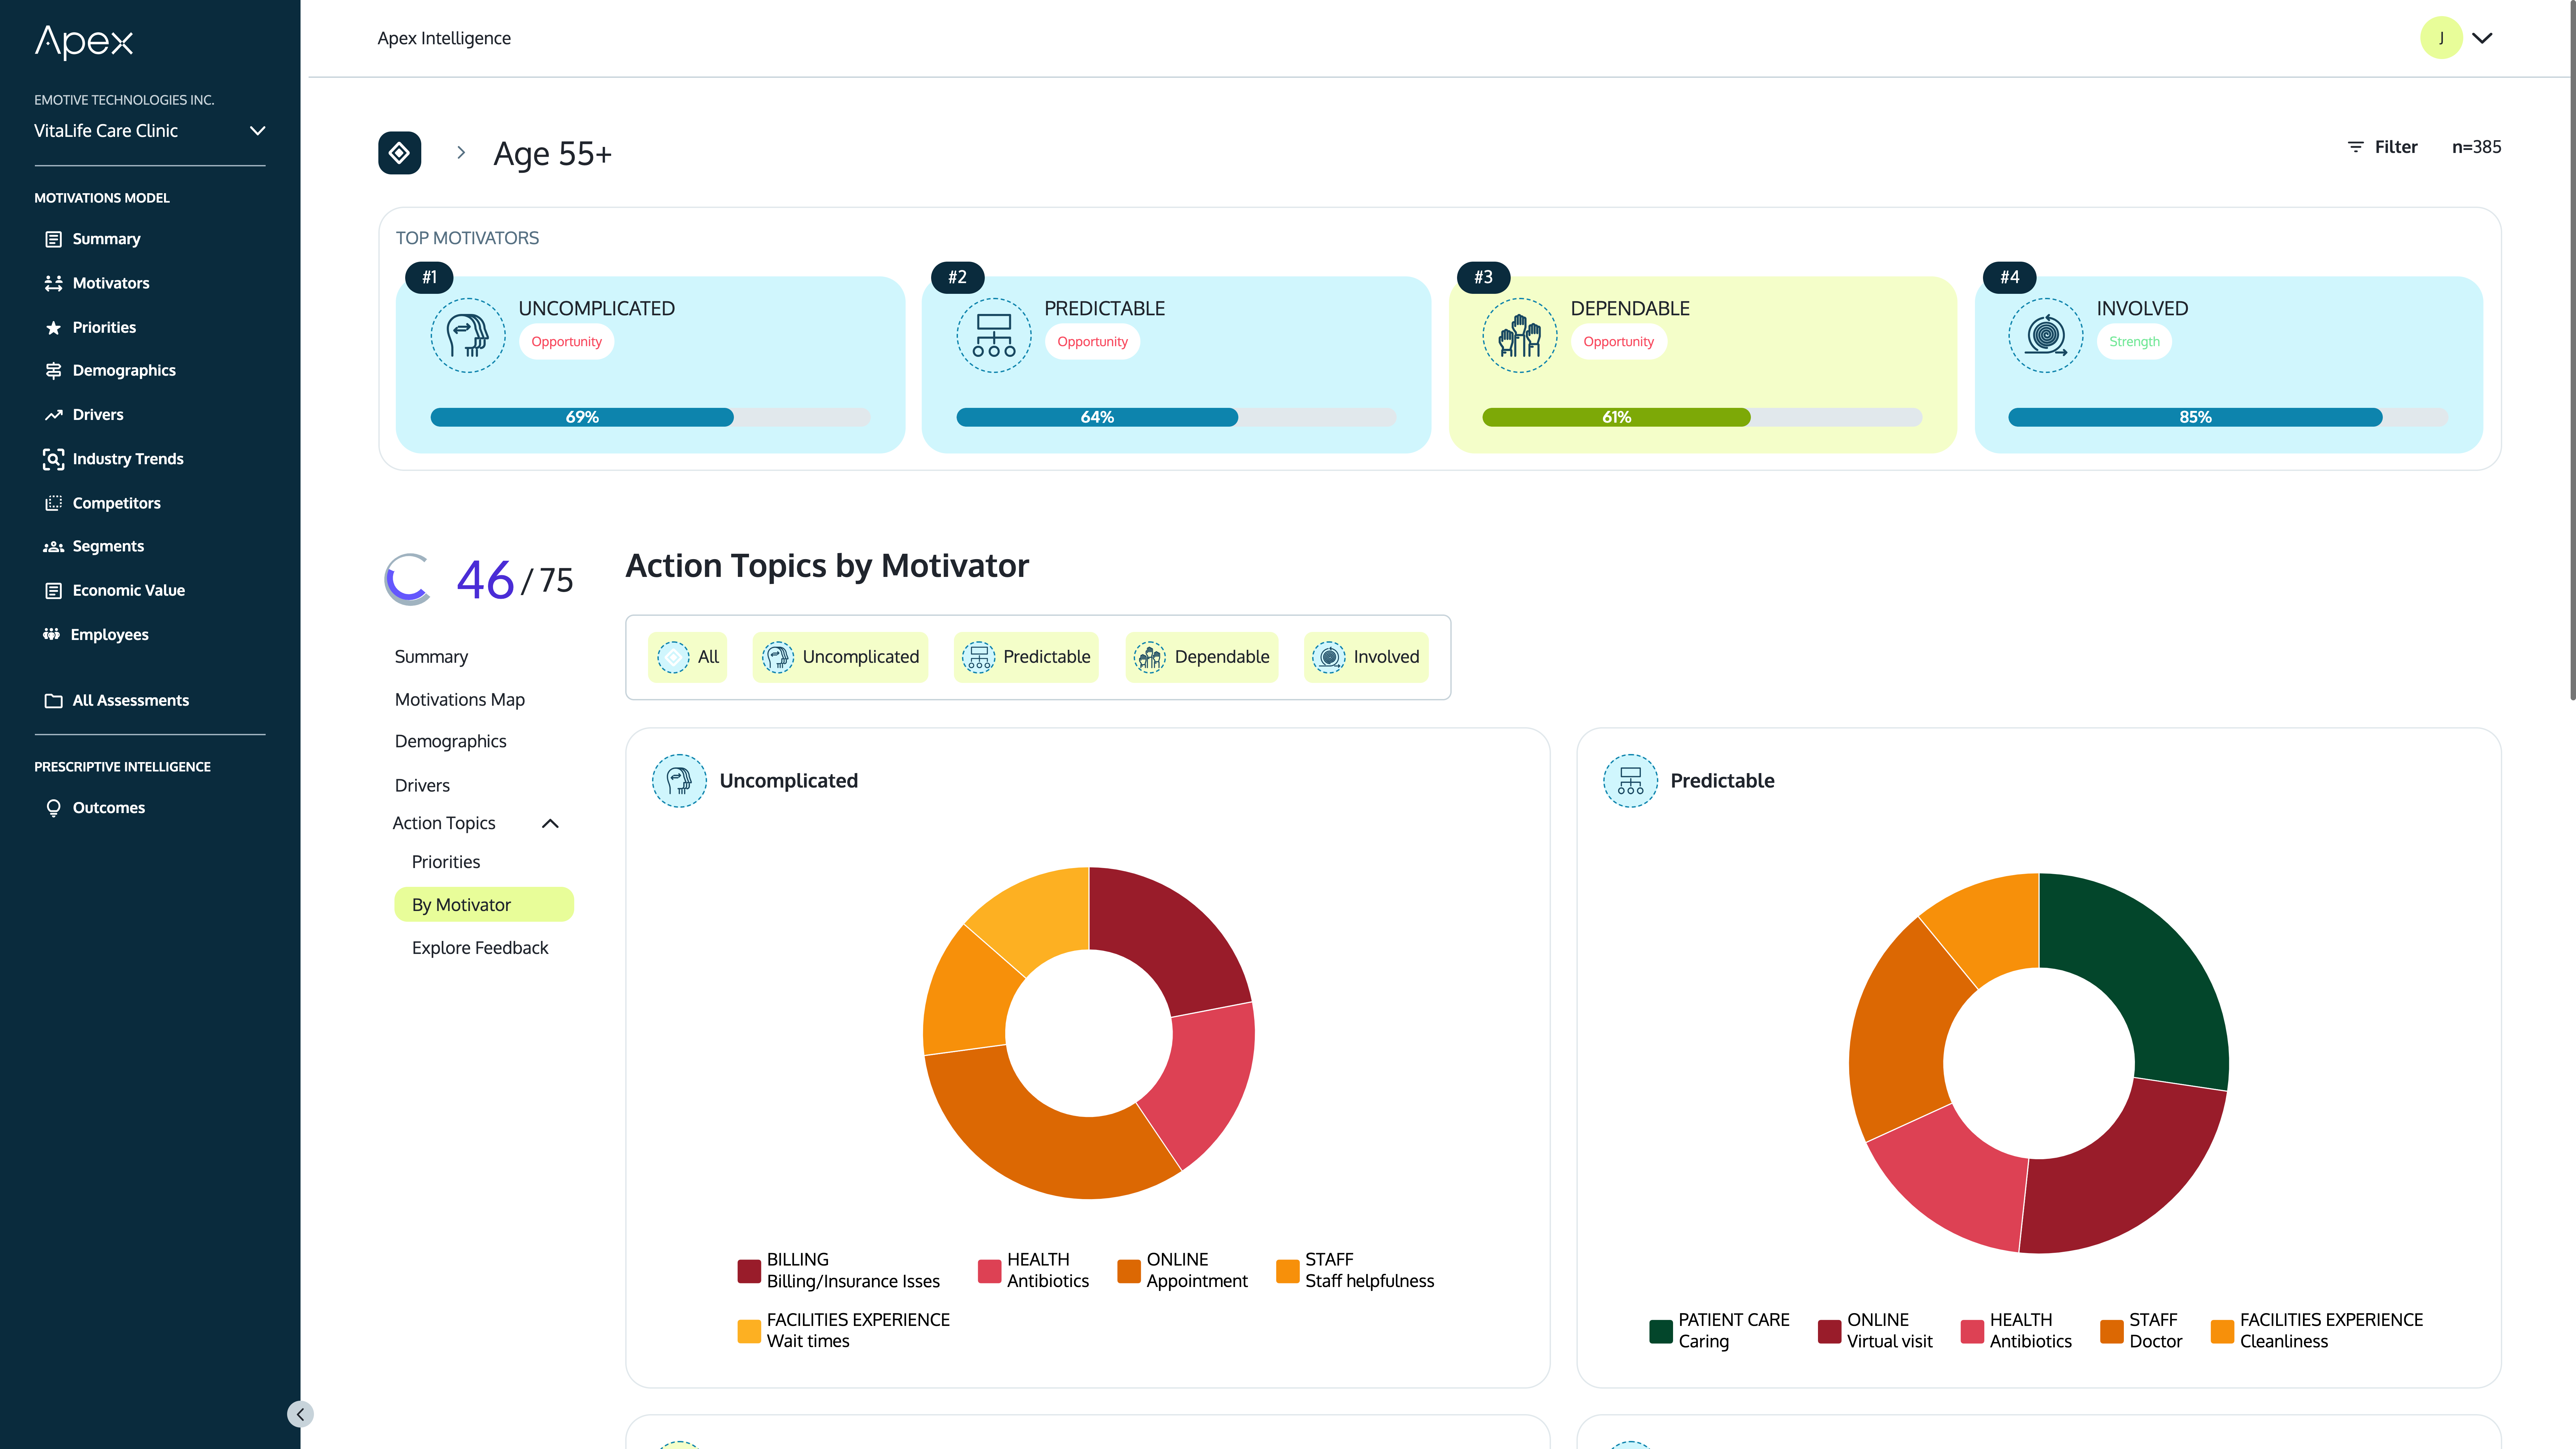 Apex
EMOTIVE TECHNOLOGIES INC.
VitaLife Care Clinic
MOTIVATIONS MODEL
Summary
Motivators
Priorities
Demographics
Drivers
Industry Trends
Competitors
Segments
Economic Value
Employees
All Assessments
PRESCRIPTIVE INTELLIGENCE
Outcomes
Apex Intelligence
J
Age 55+
Filter
n=385
TOP MOTIVATORS
#1
UNCOMPLICATED
Opportunity
69%
#2
PREDICTABLE
Opportunity
64%
#3
DEPENDABLE
Opportunity
61%
#4
INVOLVED
Strength
85%
46 / 75
Summary
Motivations Map
Demographics
Drivers
Action Topics
Priorities
By Motivator
Explore Feedback
Action Topics by Motivator
All
Uncomplicated
Predictable
Dependable
Involved
Uncomplicated
BILLING
Billing/Insurance Isses
HEALTH
Antibiotics
ONLINE
Appointment
STAFF
Staff helpfulness
FACILITIES EXPERIENCE
Wait times
Predictable
PATIENT CARE
Caring
ONLINE
Virtual visit
HEALTH
Antibiotics
STAFF
Doctor
FACILITIES EXPERIENCE
Cleanliness